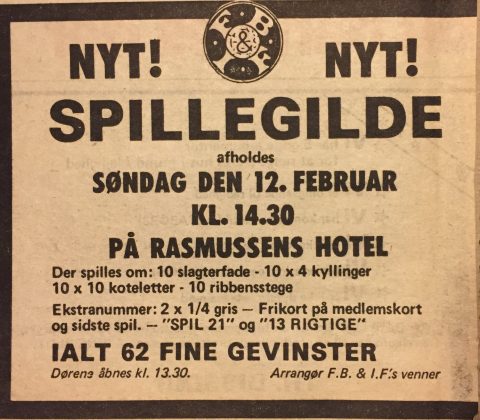 NYT! & NYT!
SPILLEGILDE
afholdes
SØNDAG DEN 12. FEBRUAR
KL. 14.30
PÅ RASMUSSENS HOTEL
Der spilles om: 10 slagterfade - 10 x 4 kyllinger
10 x 10 koteletter - 10 ribbensstege
Ekstranummer: 2 x 1/4 gris — Frikort på medlemskort
og sidste spil. — "SPIL 21" og "13 RIGTIGE"
IALT 62 FINE GEVINSTER
Dørene åbnes kl. 13.30. Arrangør F.B. & I.F.'s venner